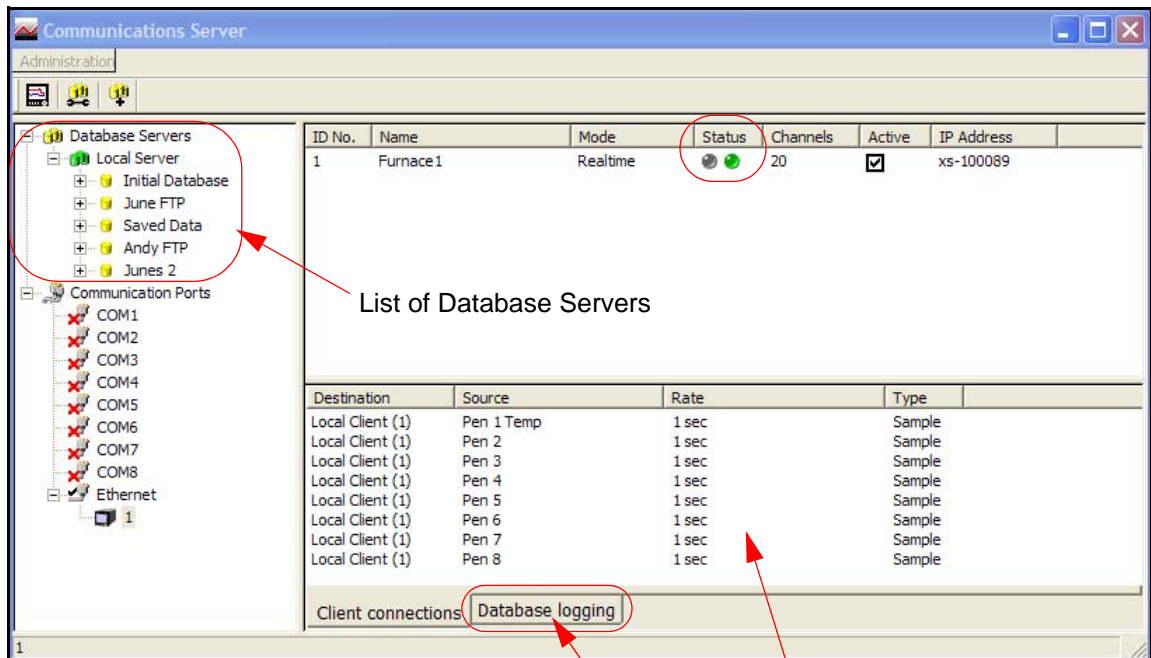 Communications Server
Administration
Database Servers
Local Server
Initial Database
June FTP
Saved Data
Andy FTP
Junes 2
Communication Ports
COM1
COM2
COM3
COM4
COM5
COM6
COM7
COM8
Ethernet
1
ID No. Name Mode Status Channels Active IP Address
1 Furnace1 Realtime 20 xs-100089
List of Database Servers
Destination Source Rate Type
Local Client (1) Pen 1 Temp 1 sec Sample
Local Client (1) Pen 2 1 sec Sample
Local Client (1) Pen 3 1 sec Sample
Local Client (1) Pen 4 1 sec Sample
Local Client (1) Pen 5 1 sec Sample
Local Client (1) Pen 6 1 sec Sample
Local Client (1) Pen 7 1 sec Sample
Local Client (1) Pen 8 1 sec Sample
Client connections Database logging
1